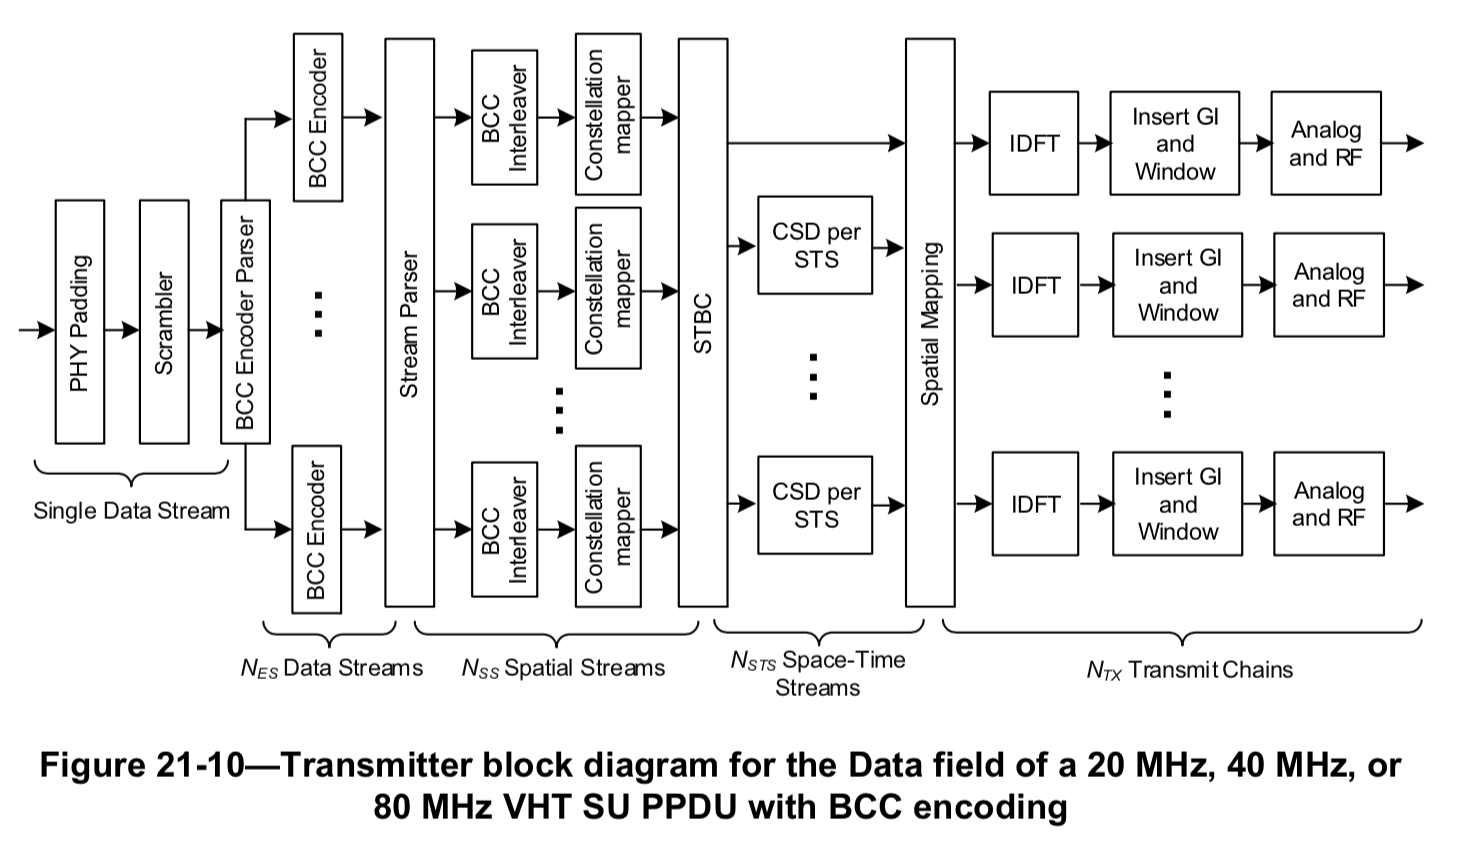 PHY Padding
Scrambler
BCC Encoder Parser
Single Data Stream
BCC Encoder
BCC Encoder
N_ES Data Streams
Stream Parser
BCC
Interleaver
Constellation
mapper
BCC
Interleaver
Constellation
mapper
BCC
Interleaver
Constellation
mapper
N_SS Spatial Streams
STBC
CSD per
STS
CSD per
STS
N_STS Space-Time
Streams
Spatial Mapping
IDFT
Insert GI
and
Window
Analog
and RF
IDFT
Insert GI
and
Window
Analog
and RF
IDFT
Insert GI
and
Window
Analog
and RF
N_TX Transmit Chains
Figure 21-10—Transmitter block diagram for the Data field of a 20 MHz, 40 MHz, or
80 MHz VHT SU PPDU with BCC encoding